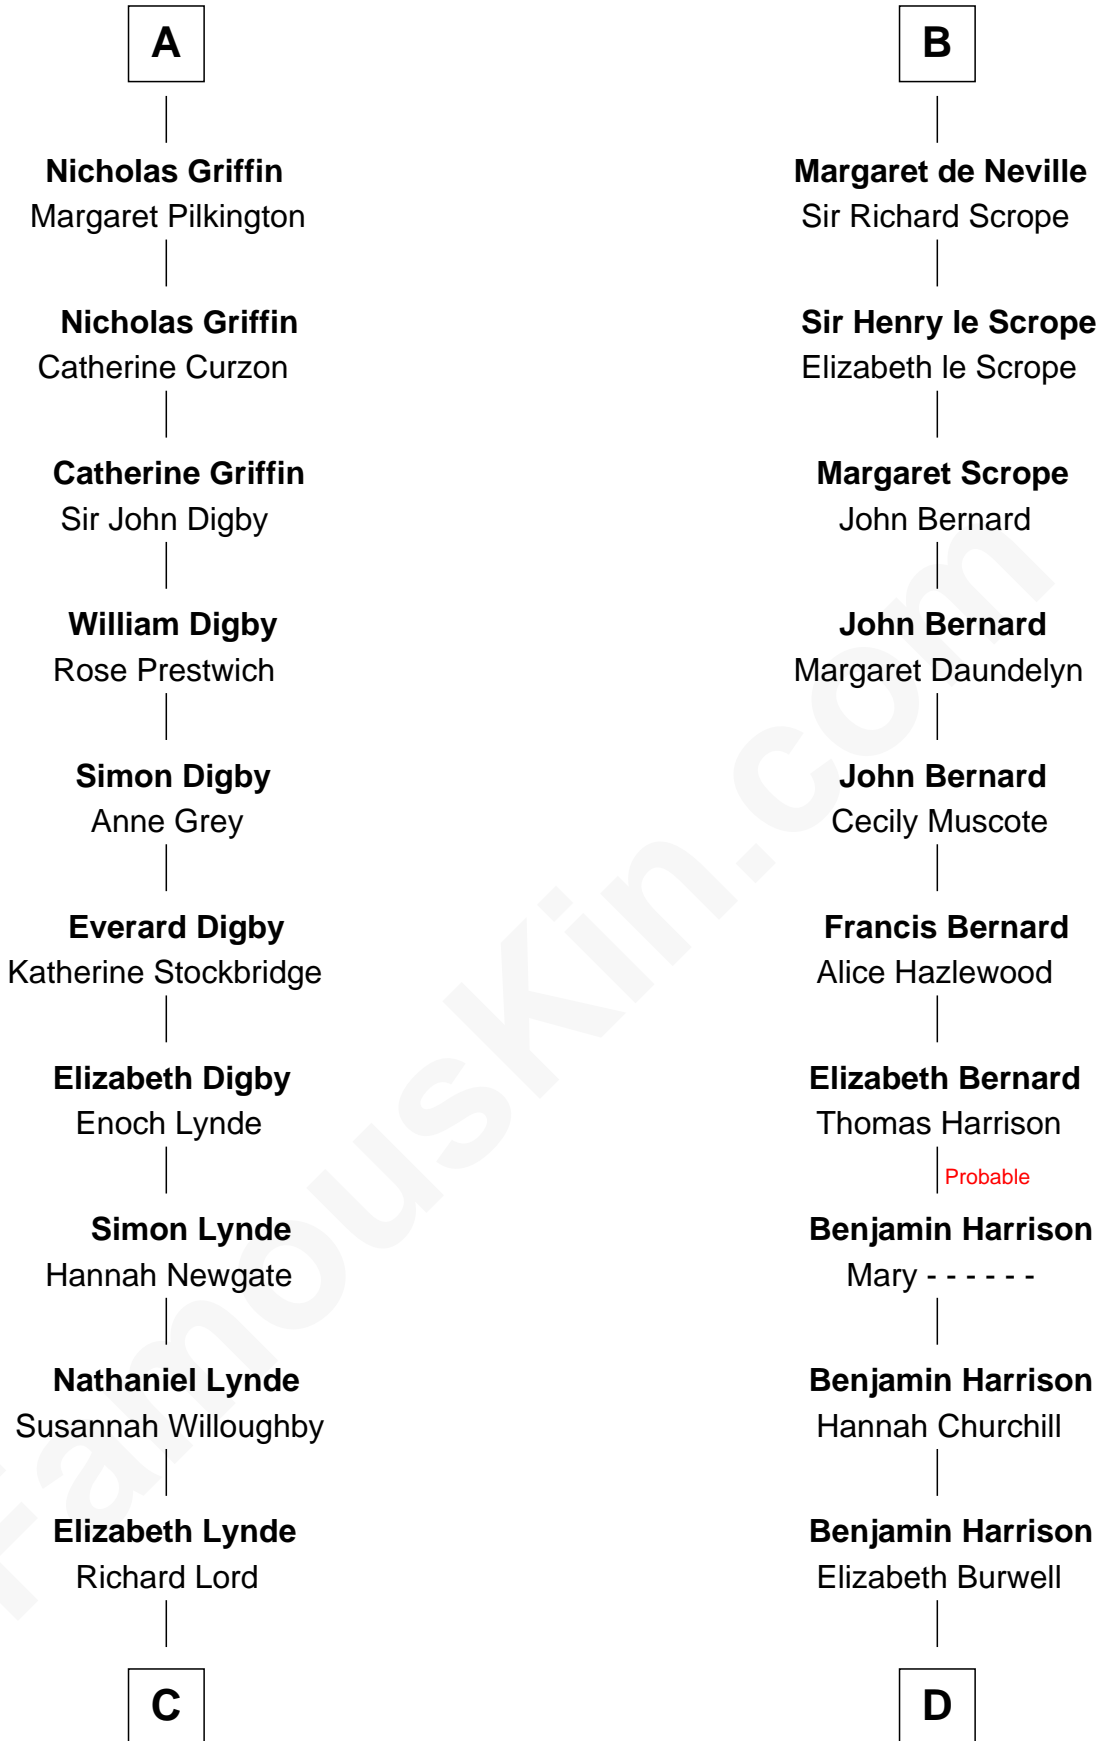 A
Nicholas Griffin
Margaret Pilkington
Nicholas Griffin
Catherine Curzon
Catherine Griffin
Sir John Digby
William Digby
Rose Prestwich
Simon Digby
Anne Grey
Everard Digby
Katherine Stockbridge
Elizabeth Digby
Enoch Lynde
Simon Lynde
Hannah Newgate
Nathaniel Lynde
Susannah Willoughby
Elizabeth Lynde
Richard Lord
C
B
Margaret de Neville
Sir Richard Scrope
Sir Henry le Scrope
Elizabeth le Scrope
Margaret Scrope
John Bernard
John Bernard
Margaret Daundelyn
John Bernard
Cecily Muscote
Francis Bernard
Alice Hazlewood
Elizabeth Bernard
Thomas Harrison
Probable
Benjamin Harrison
Mary - - - - - -
Benjamin Harrison
Hannah Churchill
Benjamin Harrison
Elizabeth Burwell
D
FamousKin.com